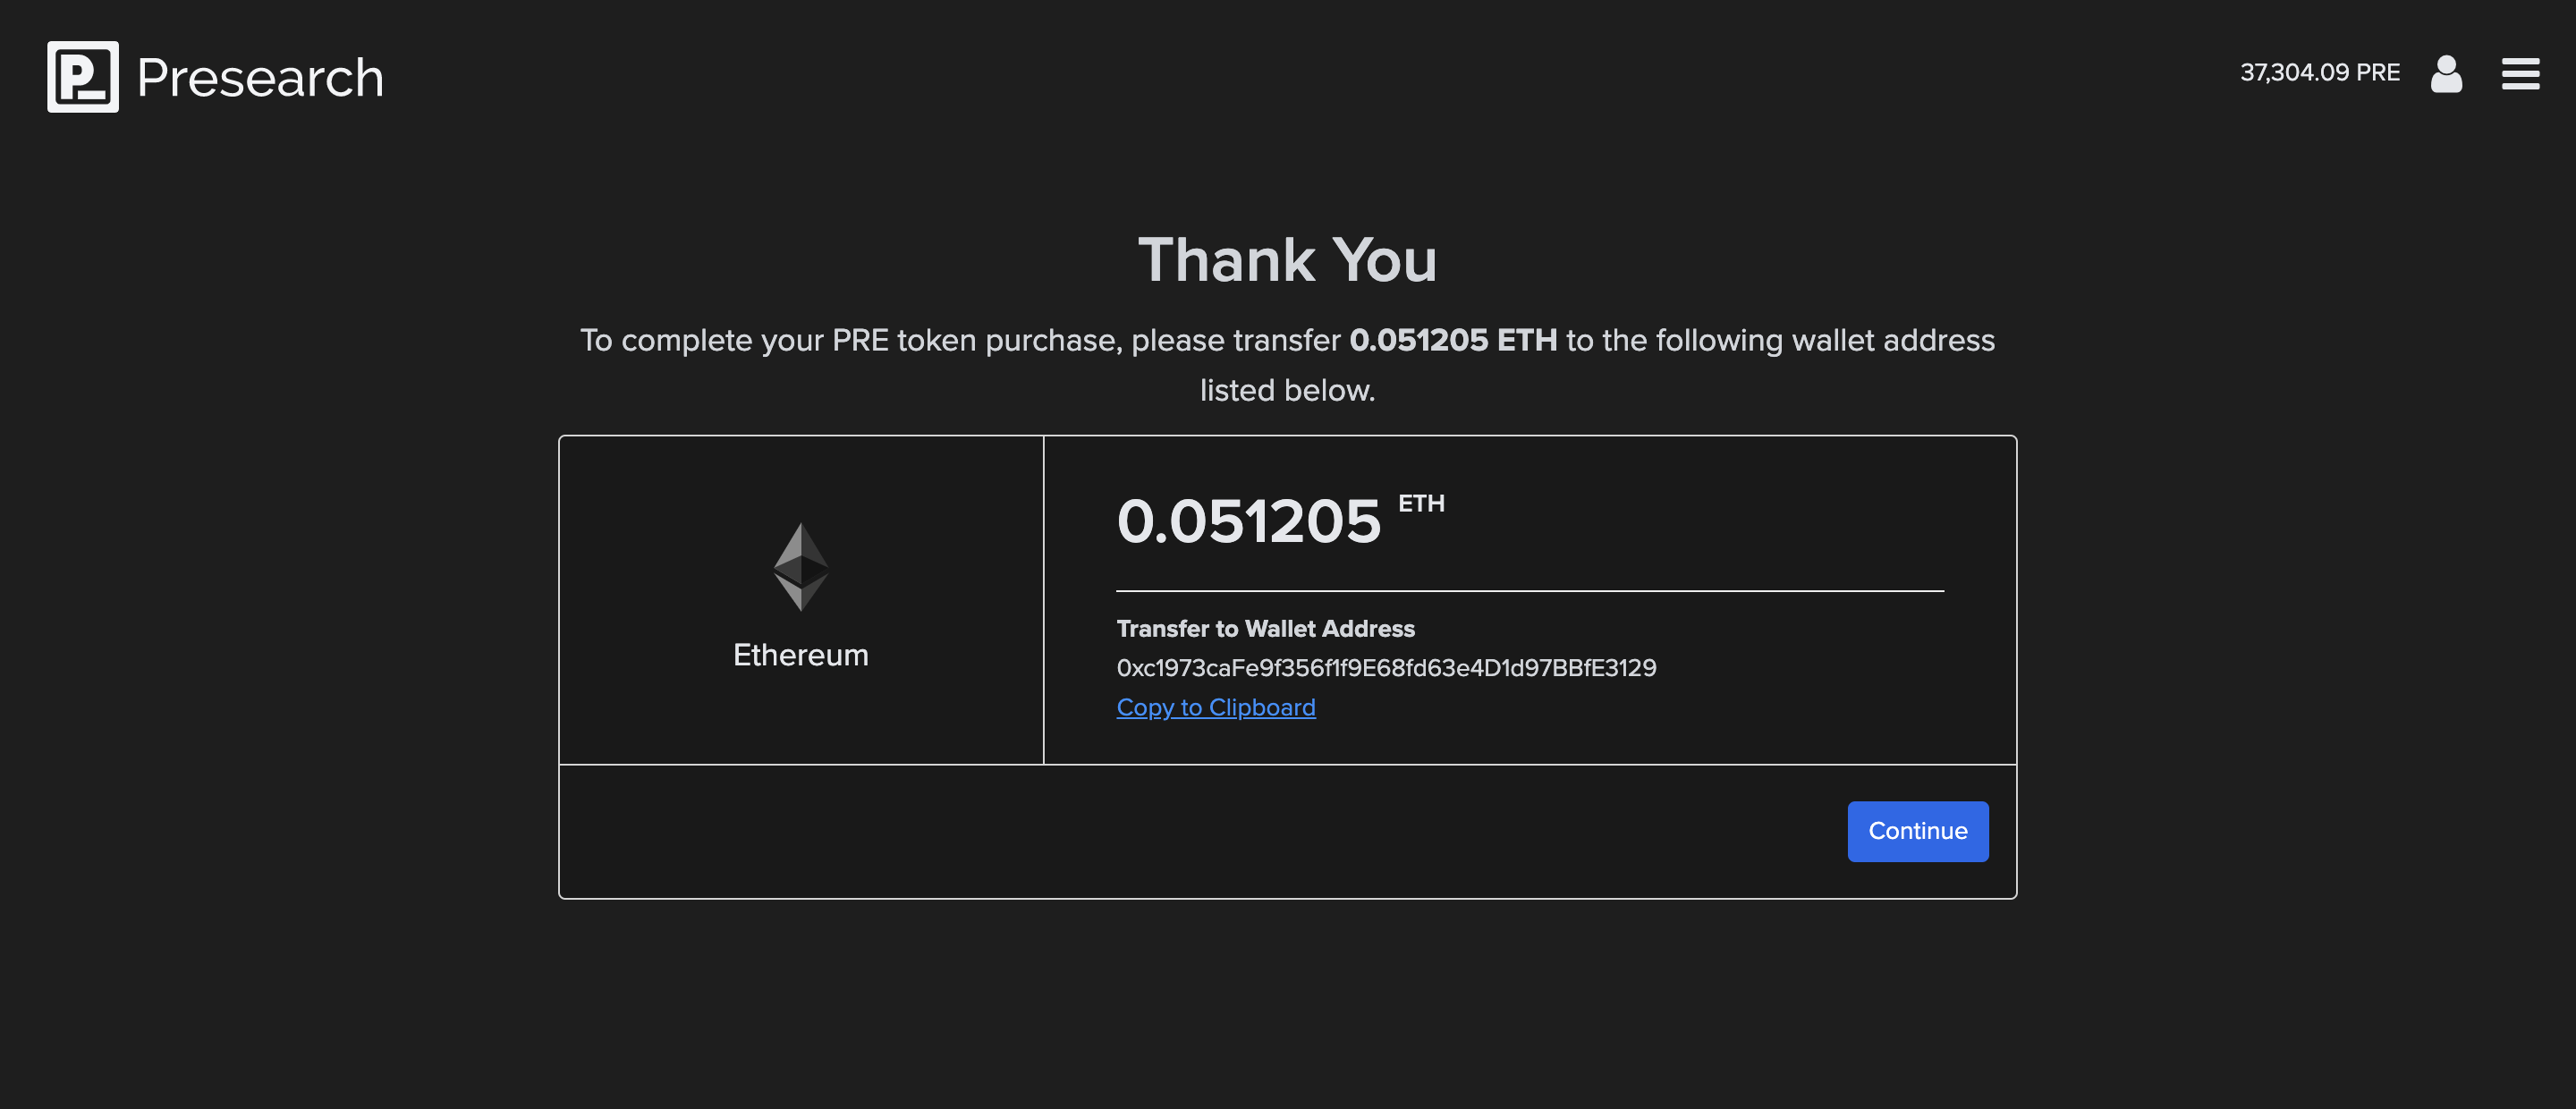 Presearch
37,304.09 PRE
Thank You
To complete your PRE token purchase, please transfer 0.051205 ETH to the following wallet address
listed below.
Ethereum
0.051205 ETH
Transfer to Wallet Address
0xc1973caFe9f356f1f9E68fd63e4D1d97BBfE3129
Copy to Clipboard
Continue